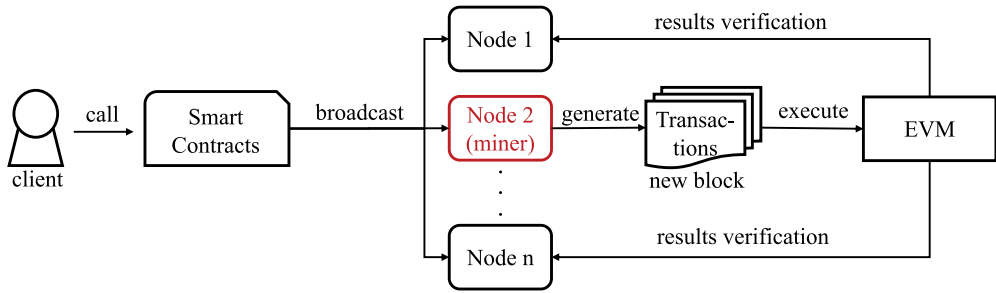 client
call
Smart
Contracts
broadcast
Node 1
Node 2
(miner)
Node n
generate
Transac-
tions
new block
execute
EVM
results verification
results verification